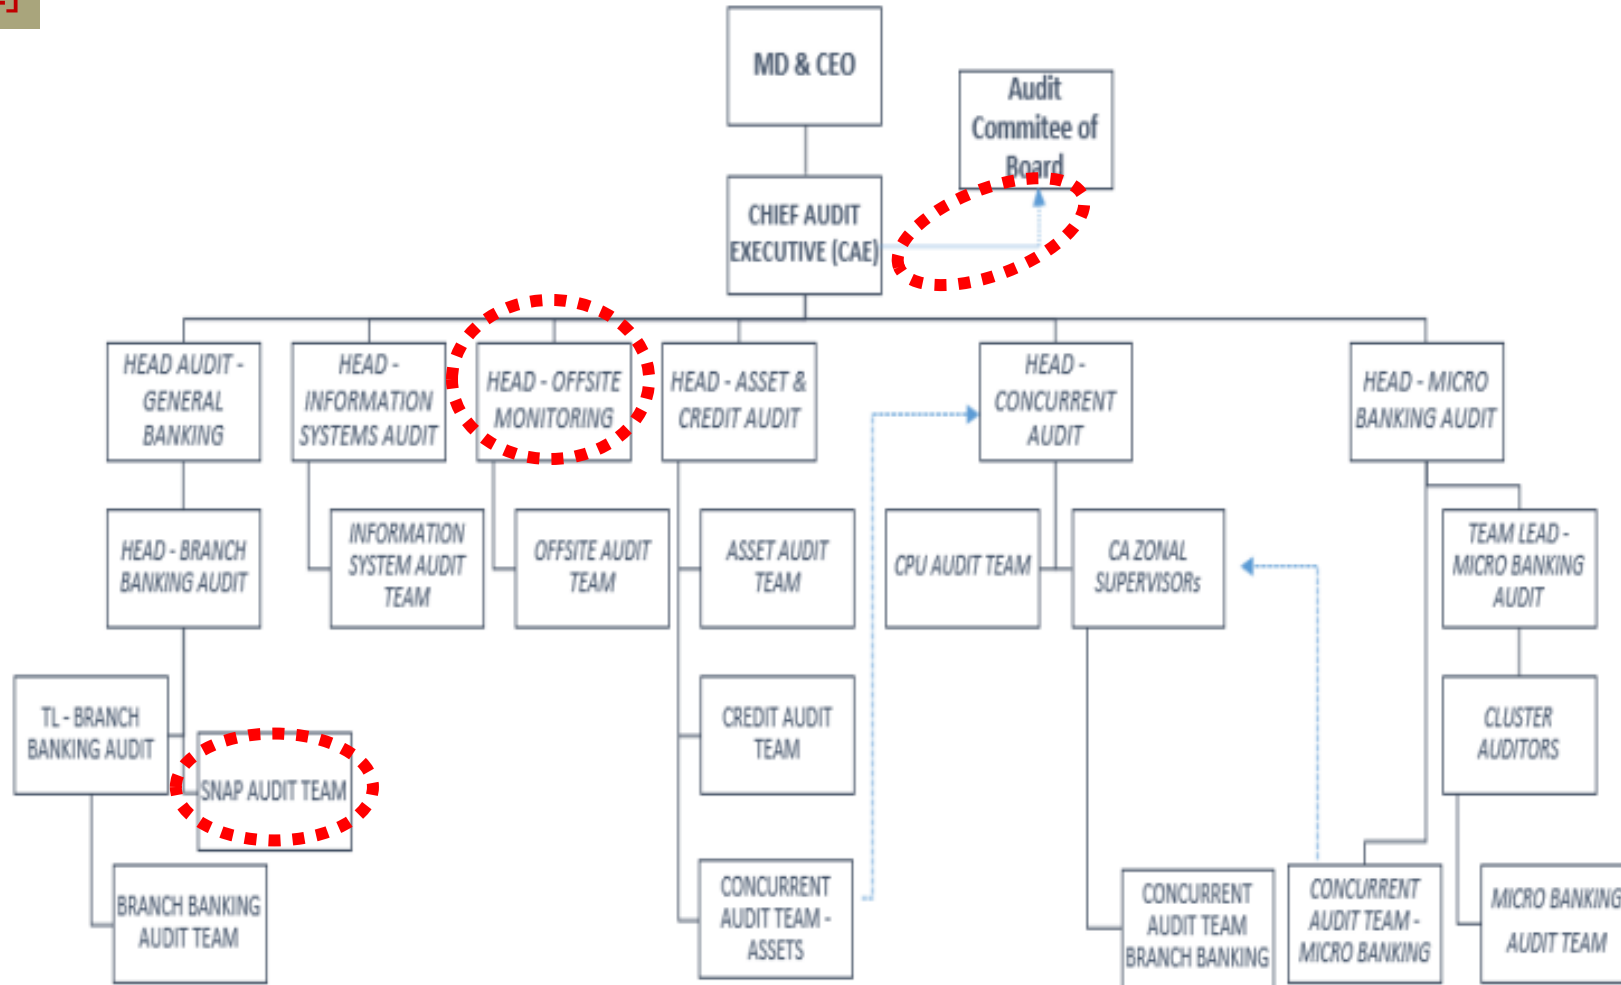 MD & CEO
Audit
Commitee of
Board
CHIEF AUDIT
EXECUTIVE (CAE)
HEAD AUDIT -
GENERAL
BANKING
HEAD -
INFORMATION
SYSTEMS AUDIT
HEAD - OFFSITE
MONITORING
HEAD - ASSET &
CREDIT AUDIT
HEAD -
CONCURRENT
AUDIT
HEAD - MICRO
BANKING AUDIT
HEAD - BRANCH
BANKING AUDIT
INFORMATION
SYSTEM AUDIT
TEAM
OFFSITE AUDIT
TEAM
ASSET AUDIT
TEAM
CPU AUDIT TEAM
CA ZONAL
SUPERVISORs
TEAM LEAD -
MICRO BANKING
AUDIT
TL - BRANCH
BANKING AUDIT
SNAP AUDIT TEAM
CREDIT AUDIT
TEAM
CLUSTER
AUDITORS
BRANCH BANKING
AUDIT TEAM
CONCURRENT
AUDIT TEAM -
ASSETS
CONCURRENT
AUDIT TEAM
BRANCH BANKING
CONCURRENT
AUDIT TEAM -
MICRO BANKING
MICRO BANKING
AUDIT TEAM